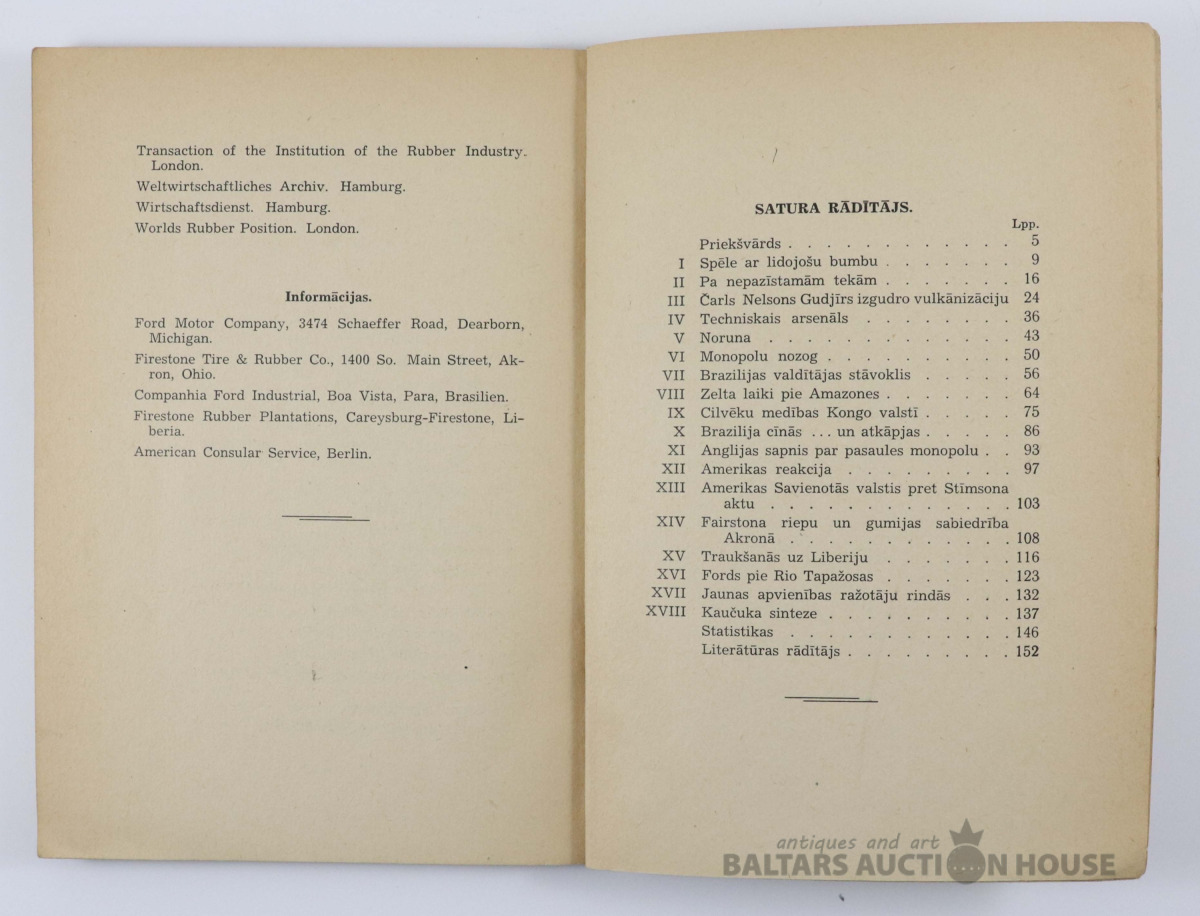 Transaction of the Institution of the Rubber Industry.
London.
Weltwirtschaftliches Archiv. Hamburg.
Wirtschaftsdienst. Hamburg.
Worlds Rubber Position. London.
Informācijas.
Ford Motor Company, 3474 Schaeffer Road, Dearborn,
Michigan.
Firestone Tire & Rubber Co., 1400 So. Main Street, Ak-
ron, Ohio.
Companhia Ford Industrial, Boa Vista, Para, Brasilien.
Firestone Rubber Plantations, Careysburg-Firestone, Li-
beria.
American Consular Service, Berlin.
SATURA RĀDĪTĀJS.
Lpp.
Priekšvārds . . . . . . . . . . . . 5
I Spēle ar lidojošu bumbu . . . . . . . 9
II Pa nepazīstamām tekām . . . . . . . 16
III Čarls Nelsons Gudjīrs izgudro vulkānizāciju 24
IV Techniskais arsenāls . . . . . . . . 36
V Noruna . . . . . . . . . . . . . 43
VI Monopolu nozog . . . . . . . . . . 50
VII Brazilijas valdītājas stāvoklis . . . . . 56
VIII Zelta laiki pie Amazones . . . . . . . 64
IX Cilvēku medības Kongo valstī . . . . . 75
X Brazilija cīnās ... un atkāpjas . . . . . 86
XI Anglijas sapnis par pasaules monopolu . . 93
XII Amerikas reakcija . . . . . . . . . 97
XIII Amerikas Savienotās valstis pret Stīmsona
aktu . . . . . . . . . . . . . 103
XIV Fairstona riepu un gumijas sabiedrība
Akronā . . . . . . . . . . . . 108
XV Traukšanās uz Liberiju . . . . . . . 116
XVI Fords pie Rio Tapažosas . . . . . . . 123
XVII Jaunas apvienības ražotāju rindās . . . 132
XVIII Kaučuka sinteze . . . . . . . . . . 137
Statistikas . . . . . . . . . . . . 146
Literātūras rādītājs . . . . . . . . . 152
antiques and art
BALTARS AUCTION HOUSE